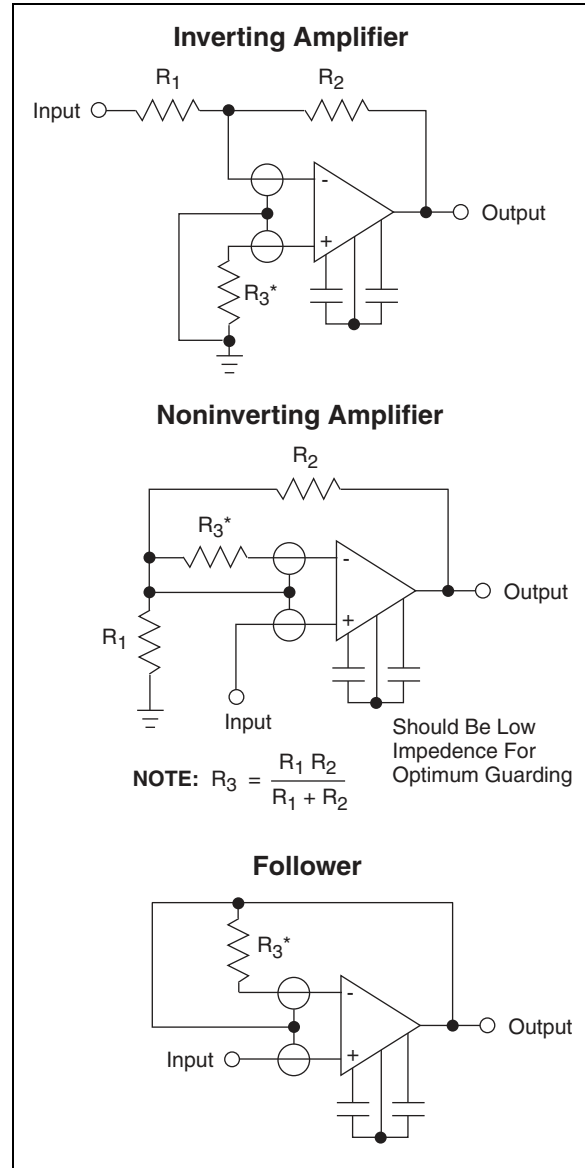 Inverting Amplifier
R1
R2
Input
-
Output
+
R3*
Noninverting Amplifier
R2
R3*
-
Output
+
R1
Input
Should Be Low
Impedence For
Optimum Guarding
NOTE: R3 = R1 R2 / R1 + R2
Follower
R3*
-
Output
Input
+